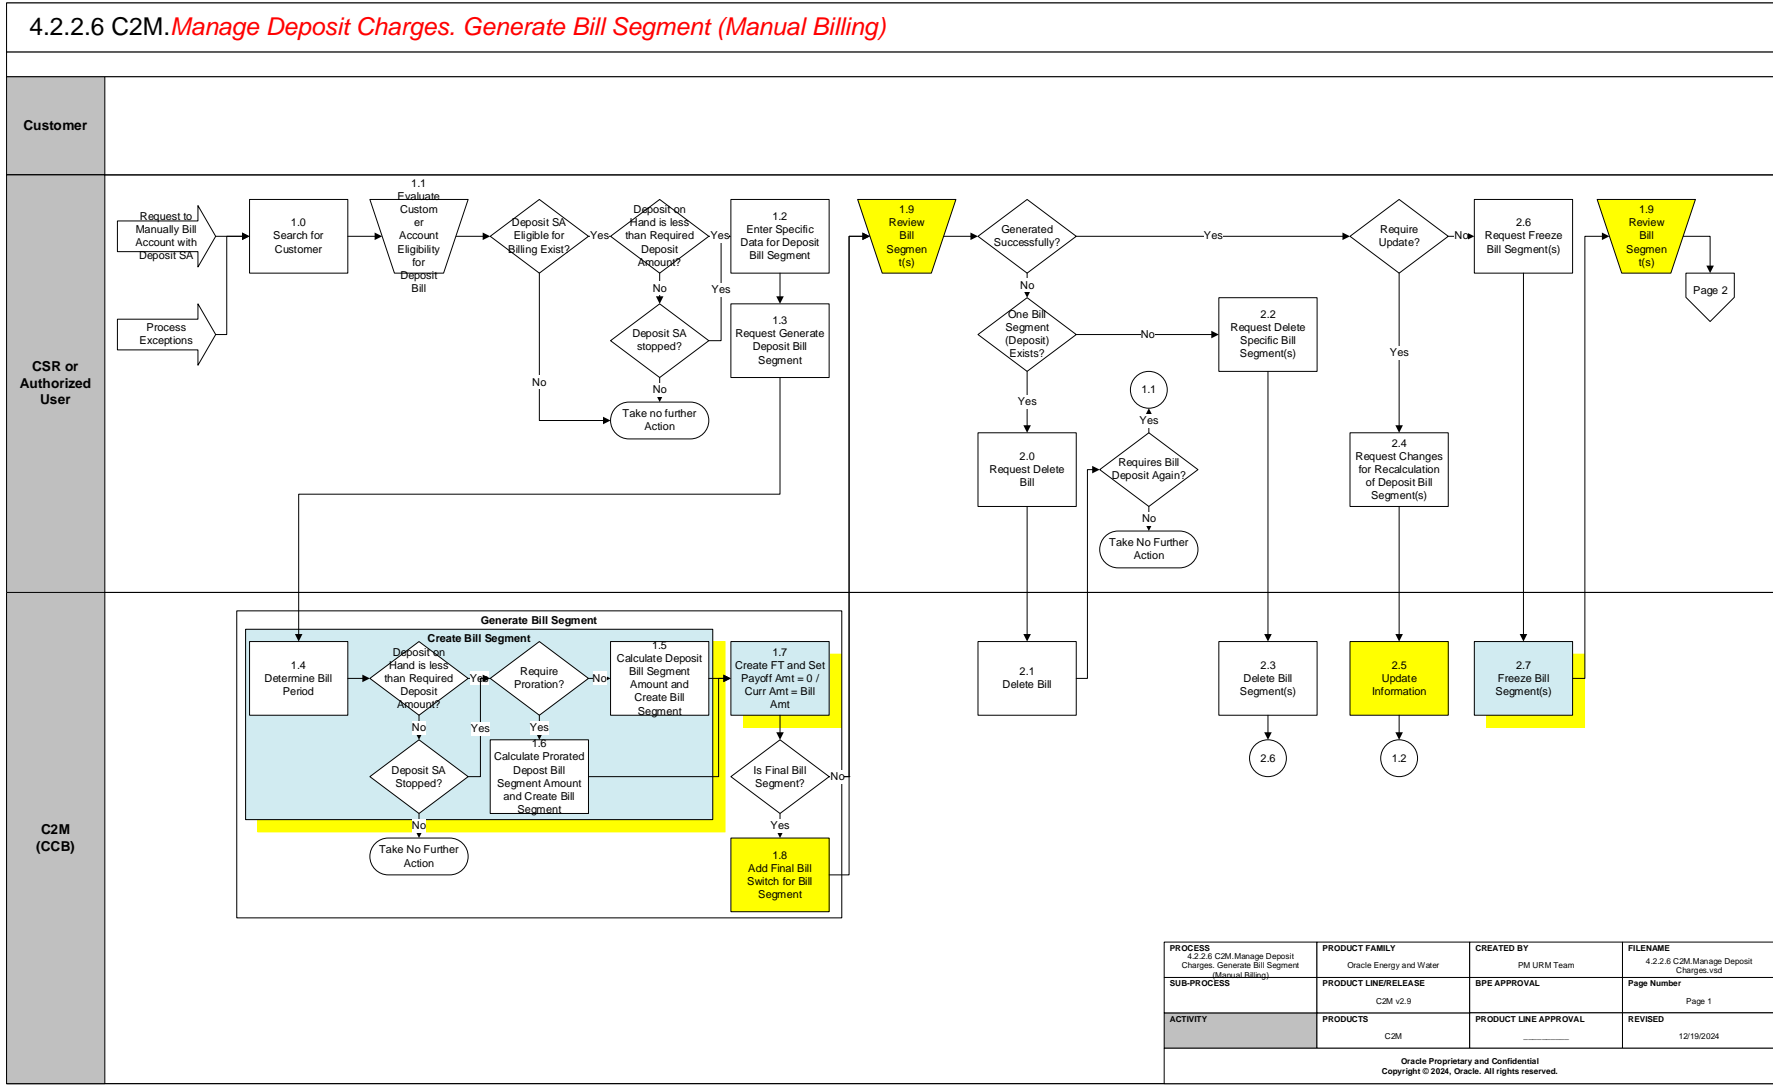 4.2.2.6 C2M.Manage Deposit Charges. Generate Bill Segment (Manual Billing)
Customer
CSR or
Authorized
User
Request to
Manually Bill
Account with
Deposit SA
Process
Exceptions
1.0
Search for
Customer
1.1
Evaluate
Custom
er
Account
Eligibility
for
Deposit
Bill
Deposit SA
Eligible for
Billing Exist?
Yes
No
Deposit on
Hand is less
than Required
Deposit
Amount?
Yes
No
Deposit SA
stopped?
Yes
No
Take no further
Action
1.2
Enter Specific
Data for Deposit
Bill Segment
1.3
Request Generate
Deposit Bill
Segment
1.9
Review
Bill
Segmen
t(s)
Generated
Successfully?
Yes
No
One Bill
Segment
(Deposit)
Exists?
No
Yes
2.0
Request Delete
Bill
1.1
Yes
Requires Bill
Deposit Again?
No
Take No Further
Action
2.2
Request Delete
Specific Bill
Segment(s)
Require
Update?
No
Yes
2.4
Request Changes
for Recalculation
of Deposit Bill
Segment(s)
2.6
Request Freeze
Bill Segment(s)
1.9
Review
Bill
Segmen
t(s)
Page 2
C2M
(CCB)
Generate Bill Segment
Create Bill Segment
1.4
Determine Bill
Period
Deposit on
Hand is less
than Required
Deposit
Amount?
Yes
No
Deposit SA
Stopped?
Yes
No
Take No Further
Action
Require
Proration?
No
Yes
1.5
Calculate Deposit
Bill Segment
Amount and
Create Bill
Segment
1.6
Calculate Prorated
Depost Bill
Segment Amount
and Create Bill
Segment
1.7
Create FT and Set
Payoff Amt = 0 /
Curr Amt = Bill
Amt
Is Final Bill
Segment?
No
Yes
1.8
Add Final Bill
Switch for Bill
Segment
2.1
Delete Bill
2.3
Delete Bill
Segment(s)
2.6
2.5
Update
Information
1.2
2.7
Freeze Bill
Segment(s)
PROCESS
4.2.2.6 C2M.Manage Deposit
Charges. Generate Bill Segment
(Manual Billing)
PRODUCT FAMILY
Oracle Energy and Water
CREATED BY
PM URM Team
FILENAME
4.2.2.6 C2M.Manage Deposit
Charges.vsd
SUB-PROCESS
PRODUCT LINE/RELEASE
C2M v2.9
BPE APPROVAL
Page Number
Page 1
ACTIVITY
PRODUCTS
C2M
PRODUCT LINE APPROVAL
REVISED
12/19/2024
Oracle Proprietary and Confidential
Copyright © 2024, Oracle. All rights reserved.